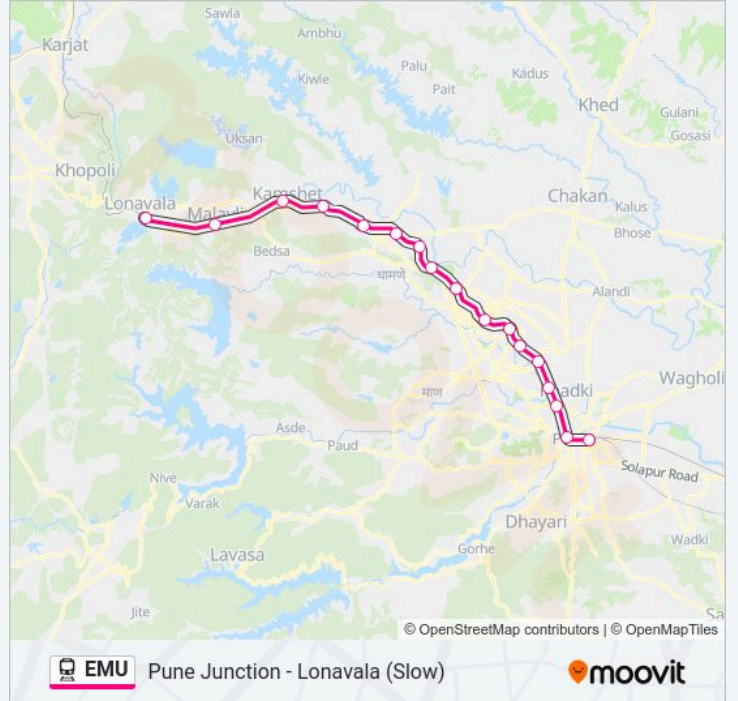 Sawla
Ambhu
Karjat
Palu
Kiwle
Kadus
Pait
Khed
Gulani
Gosasi
Uksan
Khopoli
Kamshet
Chakan
Lonavala
Kalus
Bhose
Bedsa
धामणे
Alandi
Wagholi
माण
Asde
Paud
Solapur Road
Nive
Varak
Dhayari
Wadki
Gorhe
Lavasa
Jite
© OpenStreetMap contributors | © OpenMapTiles
EMU Pune Junction - Lonavala (Slow) moovit